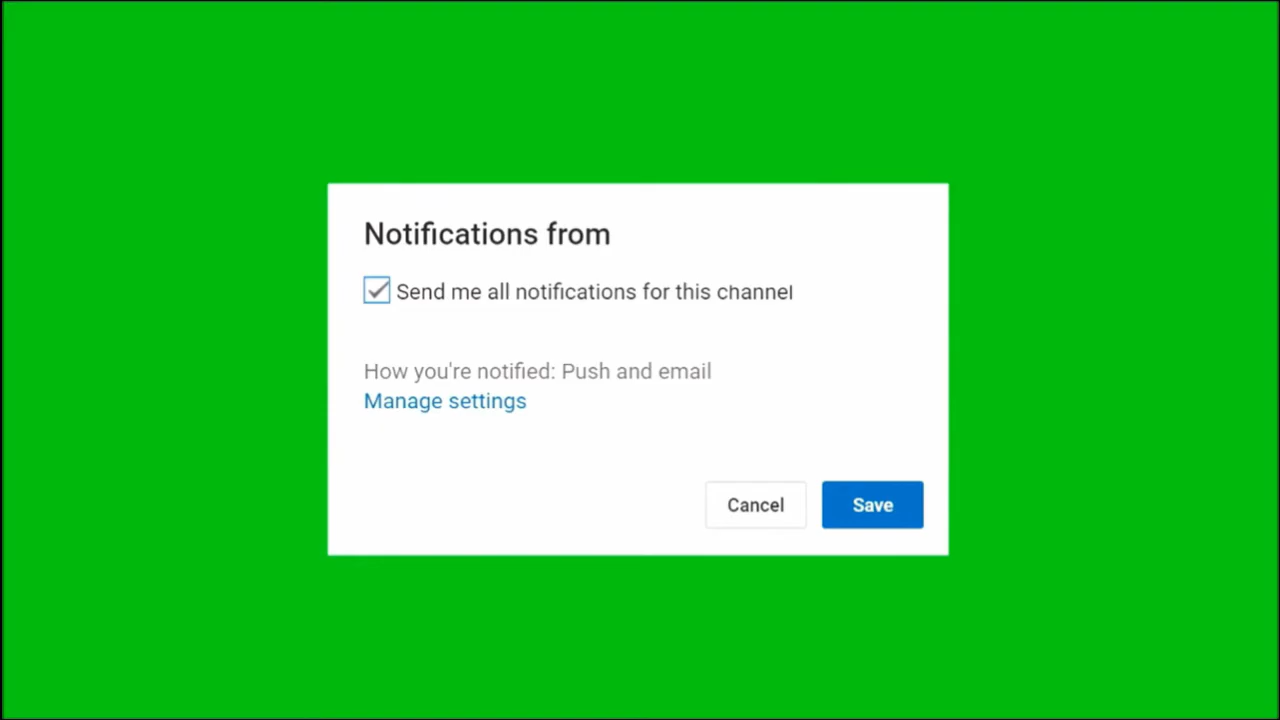 Notifications from
Send me all notifications for this channel
How you're notified: Push and email
Manage settings
Cancel Save